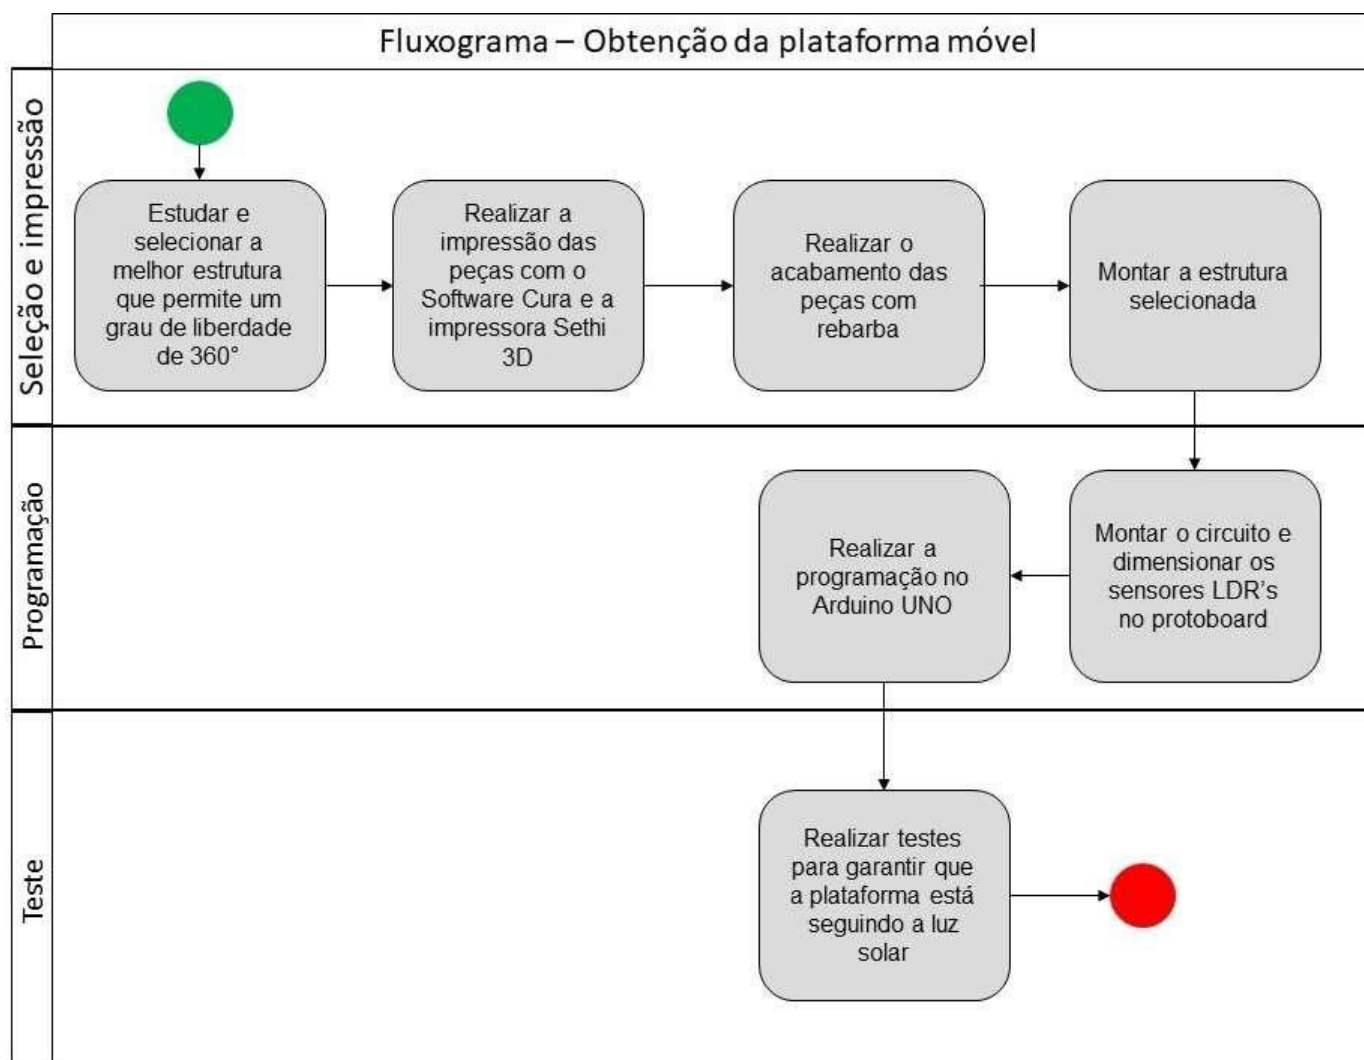 Fluxograma – Obtenção da plataforma móvel
Seleção e impressão
Estudar e
selecionar a
melhor estrutura
que permite um
grau de liberdade
de 360°
Realizar a
impressão das
peças com o
Software Cura e a
impressora Sethi
3D
Realizar o
acabamento das
peças com
rebarba
Montar a estrutura
selecionada
Programação
Realizar a
programação no
Arduino UNO
Montar o circuito e
dimensionar os
sensores LDR's
no protoboard
Teste
Realizar testes
para garantir que
a plataforma está
seguindo a luz
solar